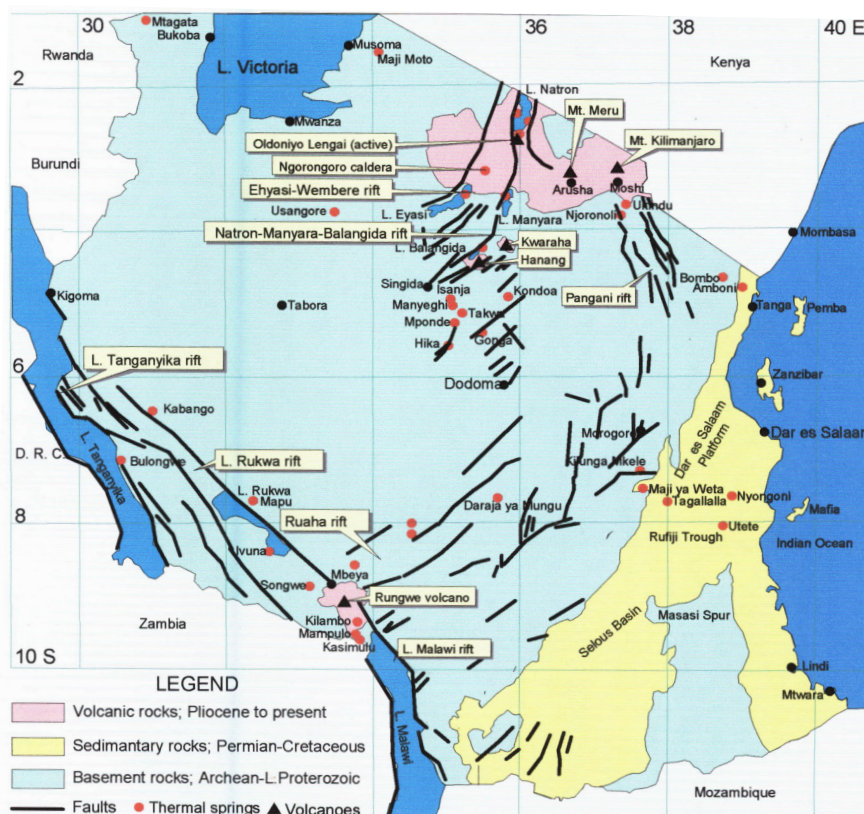 30
36
38
40 E
Mtagata
Bukoba
Rwanda
Musoma
Maji Moto
L. Victoria
Kenya
2
L. Natron
Mt. Meru
Mwanza
Oldoniyo Lengai (active)
Mt. Kilimanjaro
Burundi
Ngorongoro caldera
Arusha
Moshi
Ehyasi-Wembere rift
Usangore
L. Eyasi
L. Manyara
Njoronoli
Natron-Manyara-Balangida rift
Mombasa
L. Balangida
Kwaraha
Hanang
Singida
Isanja
Kondoa
Pangani rift
Bombo
Amboni
Kigoma
Tabora
Manyeghi
Takwa
Tanga
Pemba
Mponde
Hika
Gonga
L. Tanganyika rift
6
Dodoma
Zanzibar
Kabango
Morogoro
Dar es Salaam
Dar es Salaam
Platform
D. R. C.
L. Tanganyika
Bulongwe
L. Rukwa rift
Kilunga Mkele
L. Rukwa
Mapu
Maji ya Weta
Nyongoni
Daraja ya Mungu
Tagallalla
Mafia
Ruaha rift
8
Utete
Rufiji Trough
Indian Ocean
Ivuna
Mbeya
Songwe
Rungwe volcano
Zambia
Kilambo
Mampulo
Kasimulu
L. Malawi rift
Selous Basin
Masasi Spur
10 S
Lindi
Mtwara
LEGEND
Volcanic rocks; Pliocene to present
Sedimantary rocks; Permian-Cretaceous
Basement rocks; Archean-L.Proterozoic
L. Malawi
Mozambique
Faults
Thermal springs
Volcanoes